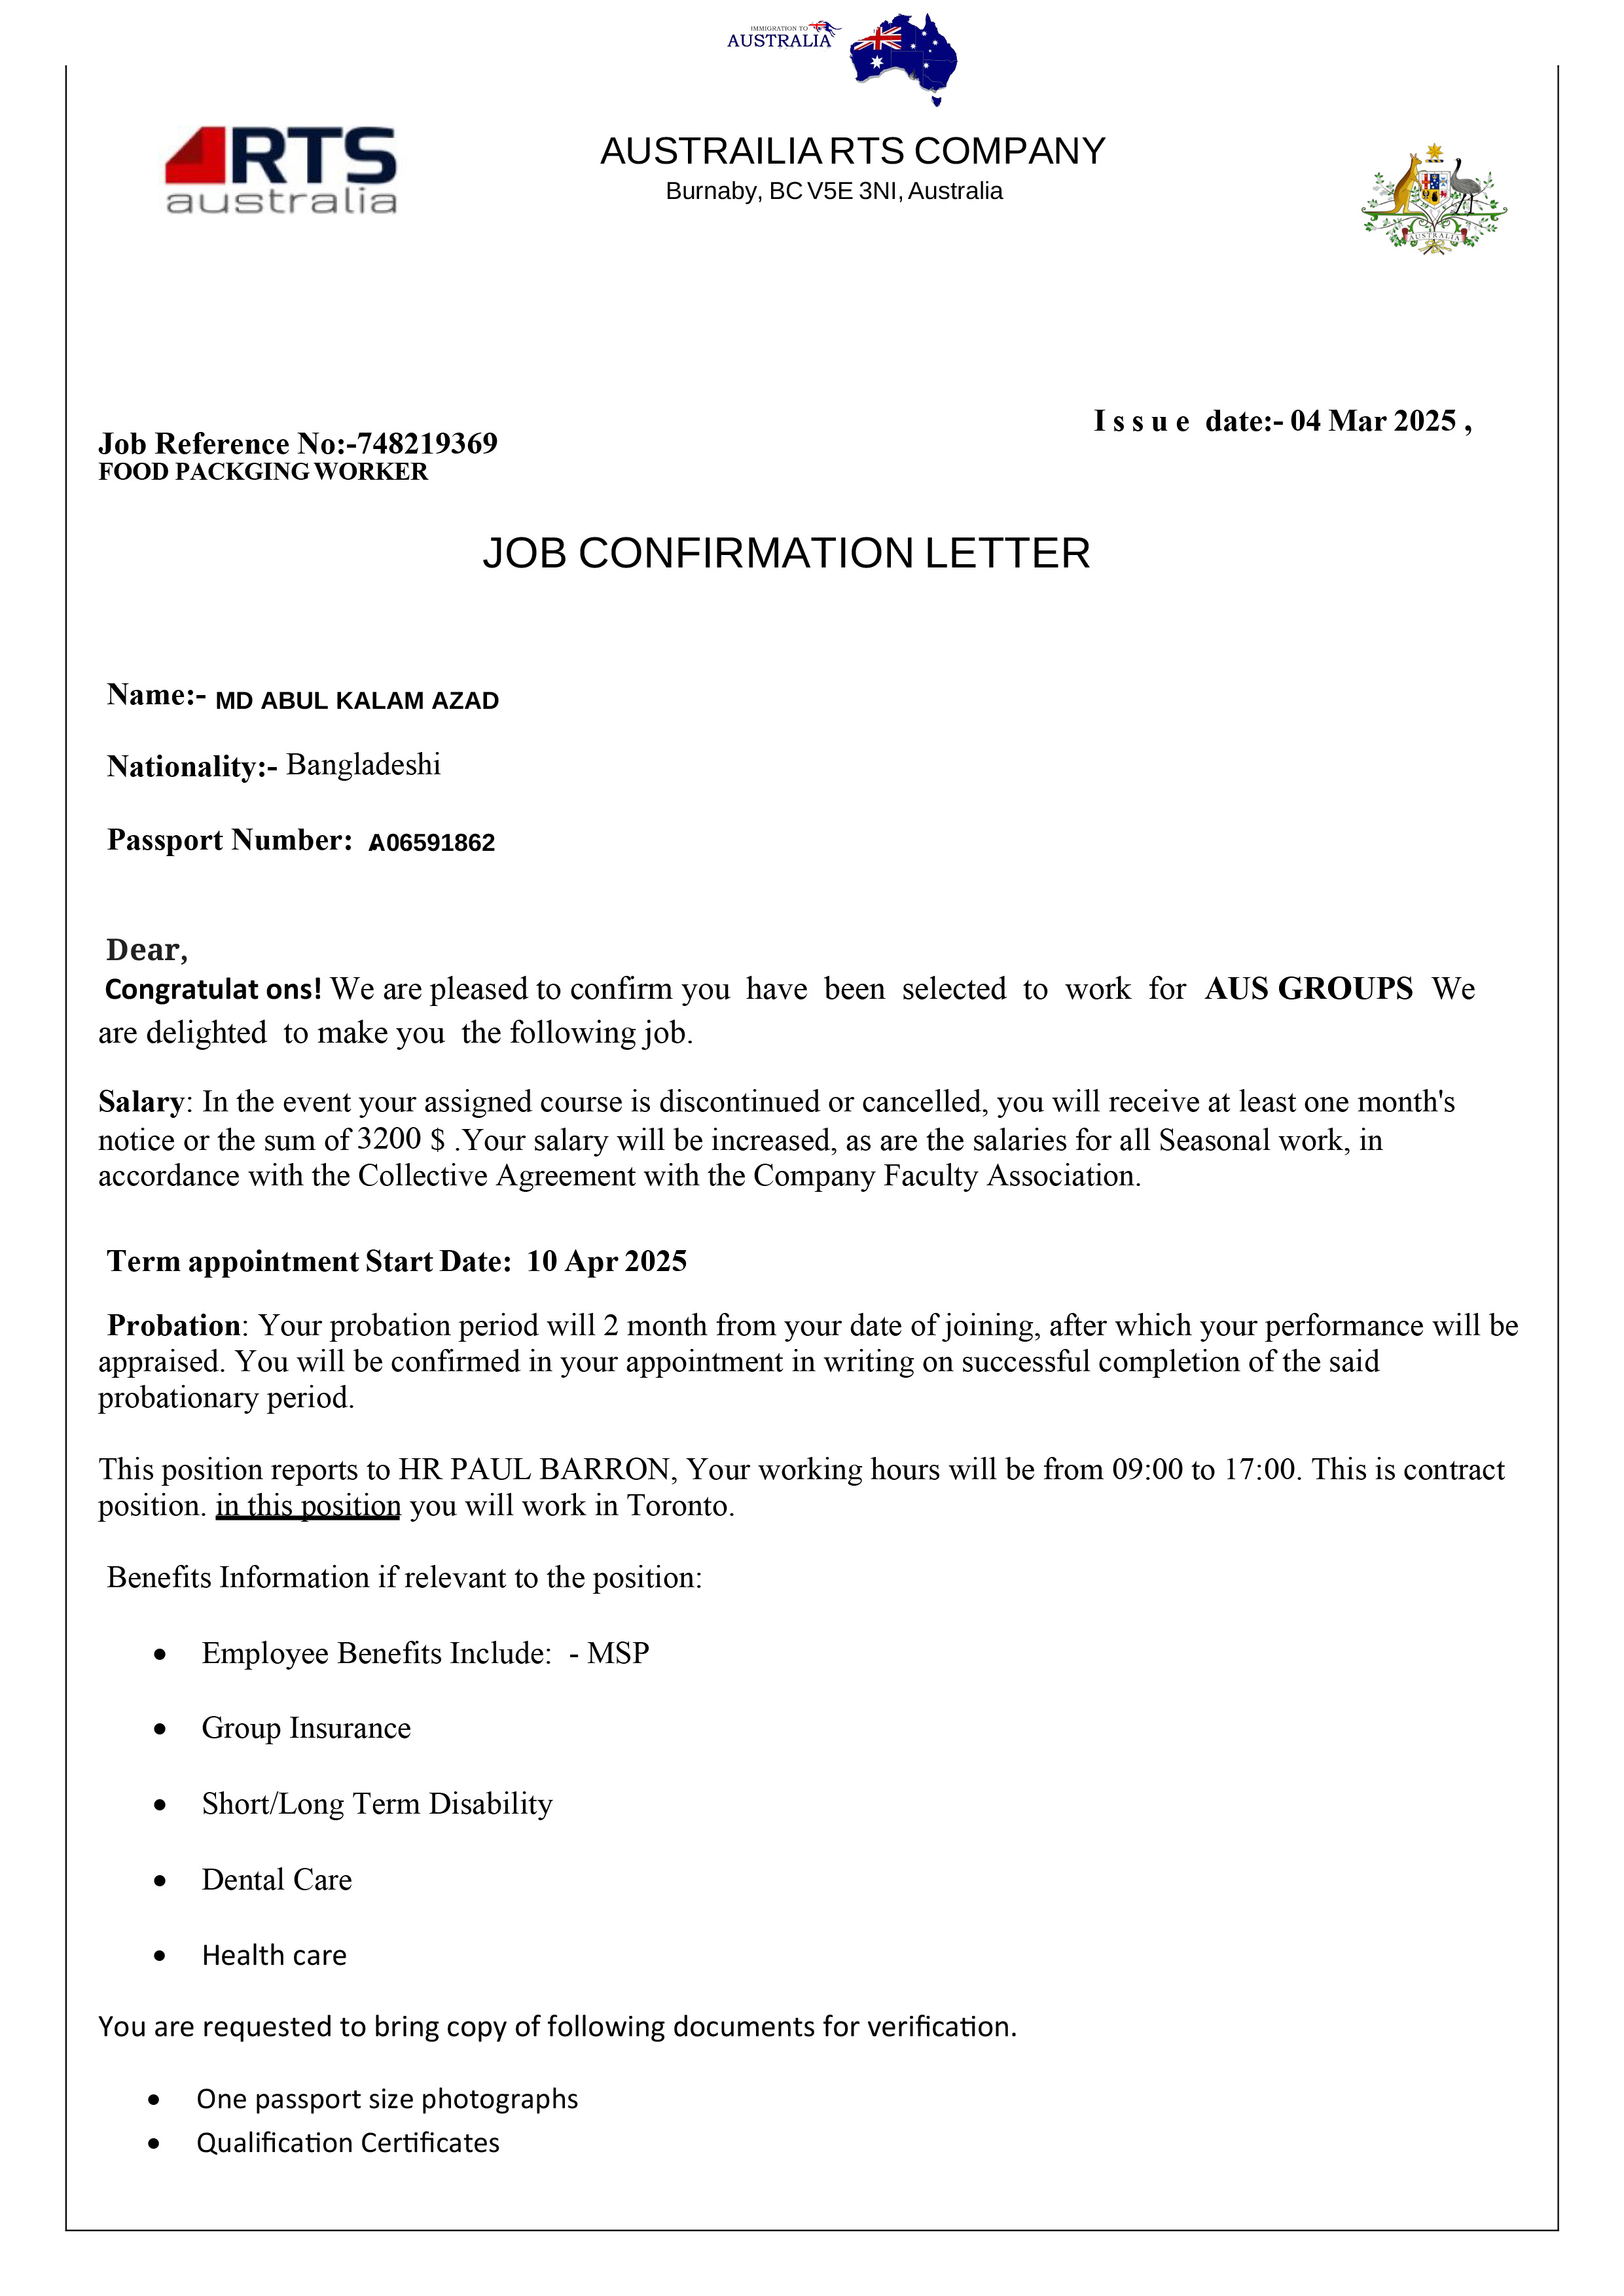 IMMIGRATION TO
AUSTRALIA
RTS
australia
AUSTRAILIA RTS COMPANY
Burnaby, BC V5E 3NI, Australia
AUSTRALIA
Issue date:- 04 Mar 2025 ,
Job Reference No:-748219369
FOOD PACKGING WORKER
JOB CONFIRMATION LETTER
Name:- MD ABUL KALAM AZAD
Nationality:- Bangladeshi
Passport Number: A06591862
Dear,
Congratulat ons! We are pleased to confirm you have been selected to work for AUS GROUPS We
are delighted to make you the following job.
Salary: In the event your assigned course is discontinued or cancelled, you will receive at least one month's
notice or the sum of 3200 $ .Your salary will be increased, as are the salaries for all Seasonal work, in
accordance with the Collective Agreement with the Company Faculty Association.
Term appointment Start Date: 10 Apr 2025
Probation: Your probation period will 2 month from your date of joining, after which your performance will be
appraised. You will be confirmed in your appointment in writing on successful completion of the said
probationary period.
This position reports to HR PAUL BARRON, Your working hours will be from 09:00 to 17:00. This is contract
position. in this position you will work in Toronto.
Benefits Information if relevant to the position:
• Employee Benefits Include: - MSP
• Group Insurance
• Short/Long Term Disability
• Dental Care
• Health care
You are requested to bring copy of following documents for verification.
• One passport size photographs
• Qualification Certificates